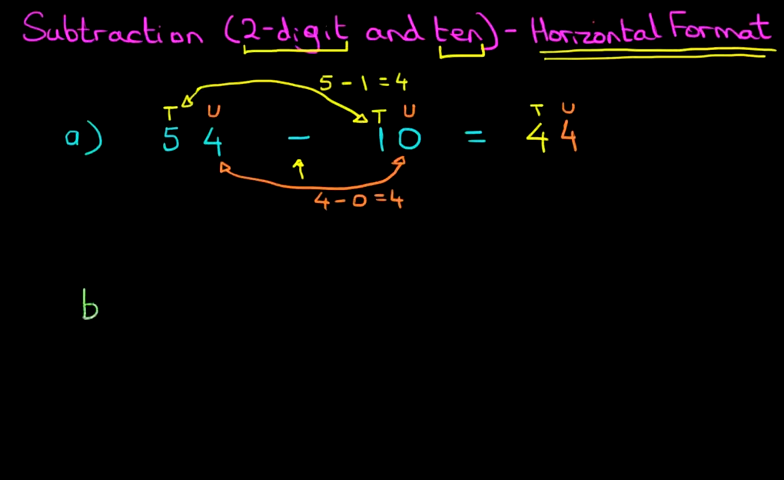 Subtraction (2-digit and ten) - Horizontal Format
5 - 1 = 4
T U T U T U
a) 5 4 - 1 0 = 4 4
4 - 0 = 4
b